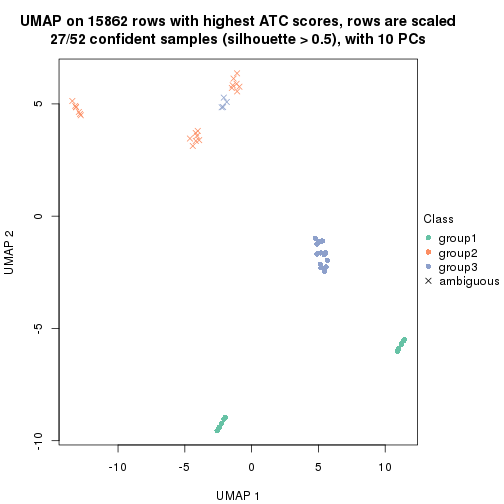 UMAP on 15862 rows with highest ATC scores, rows are scaled
27/52 confident samples (silhouette > 0.5), with 10 PCs
5
0
-5
-10
UMAP 2
-10
-5
0
5
10
UMAP 1
Class
group1
group2
group3
ambiguous